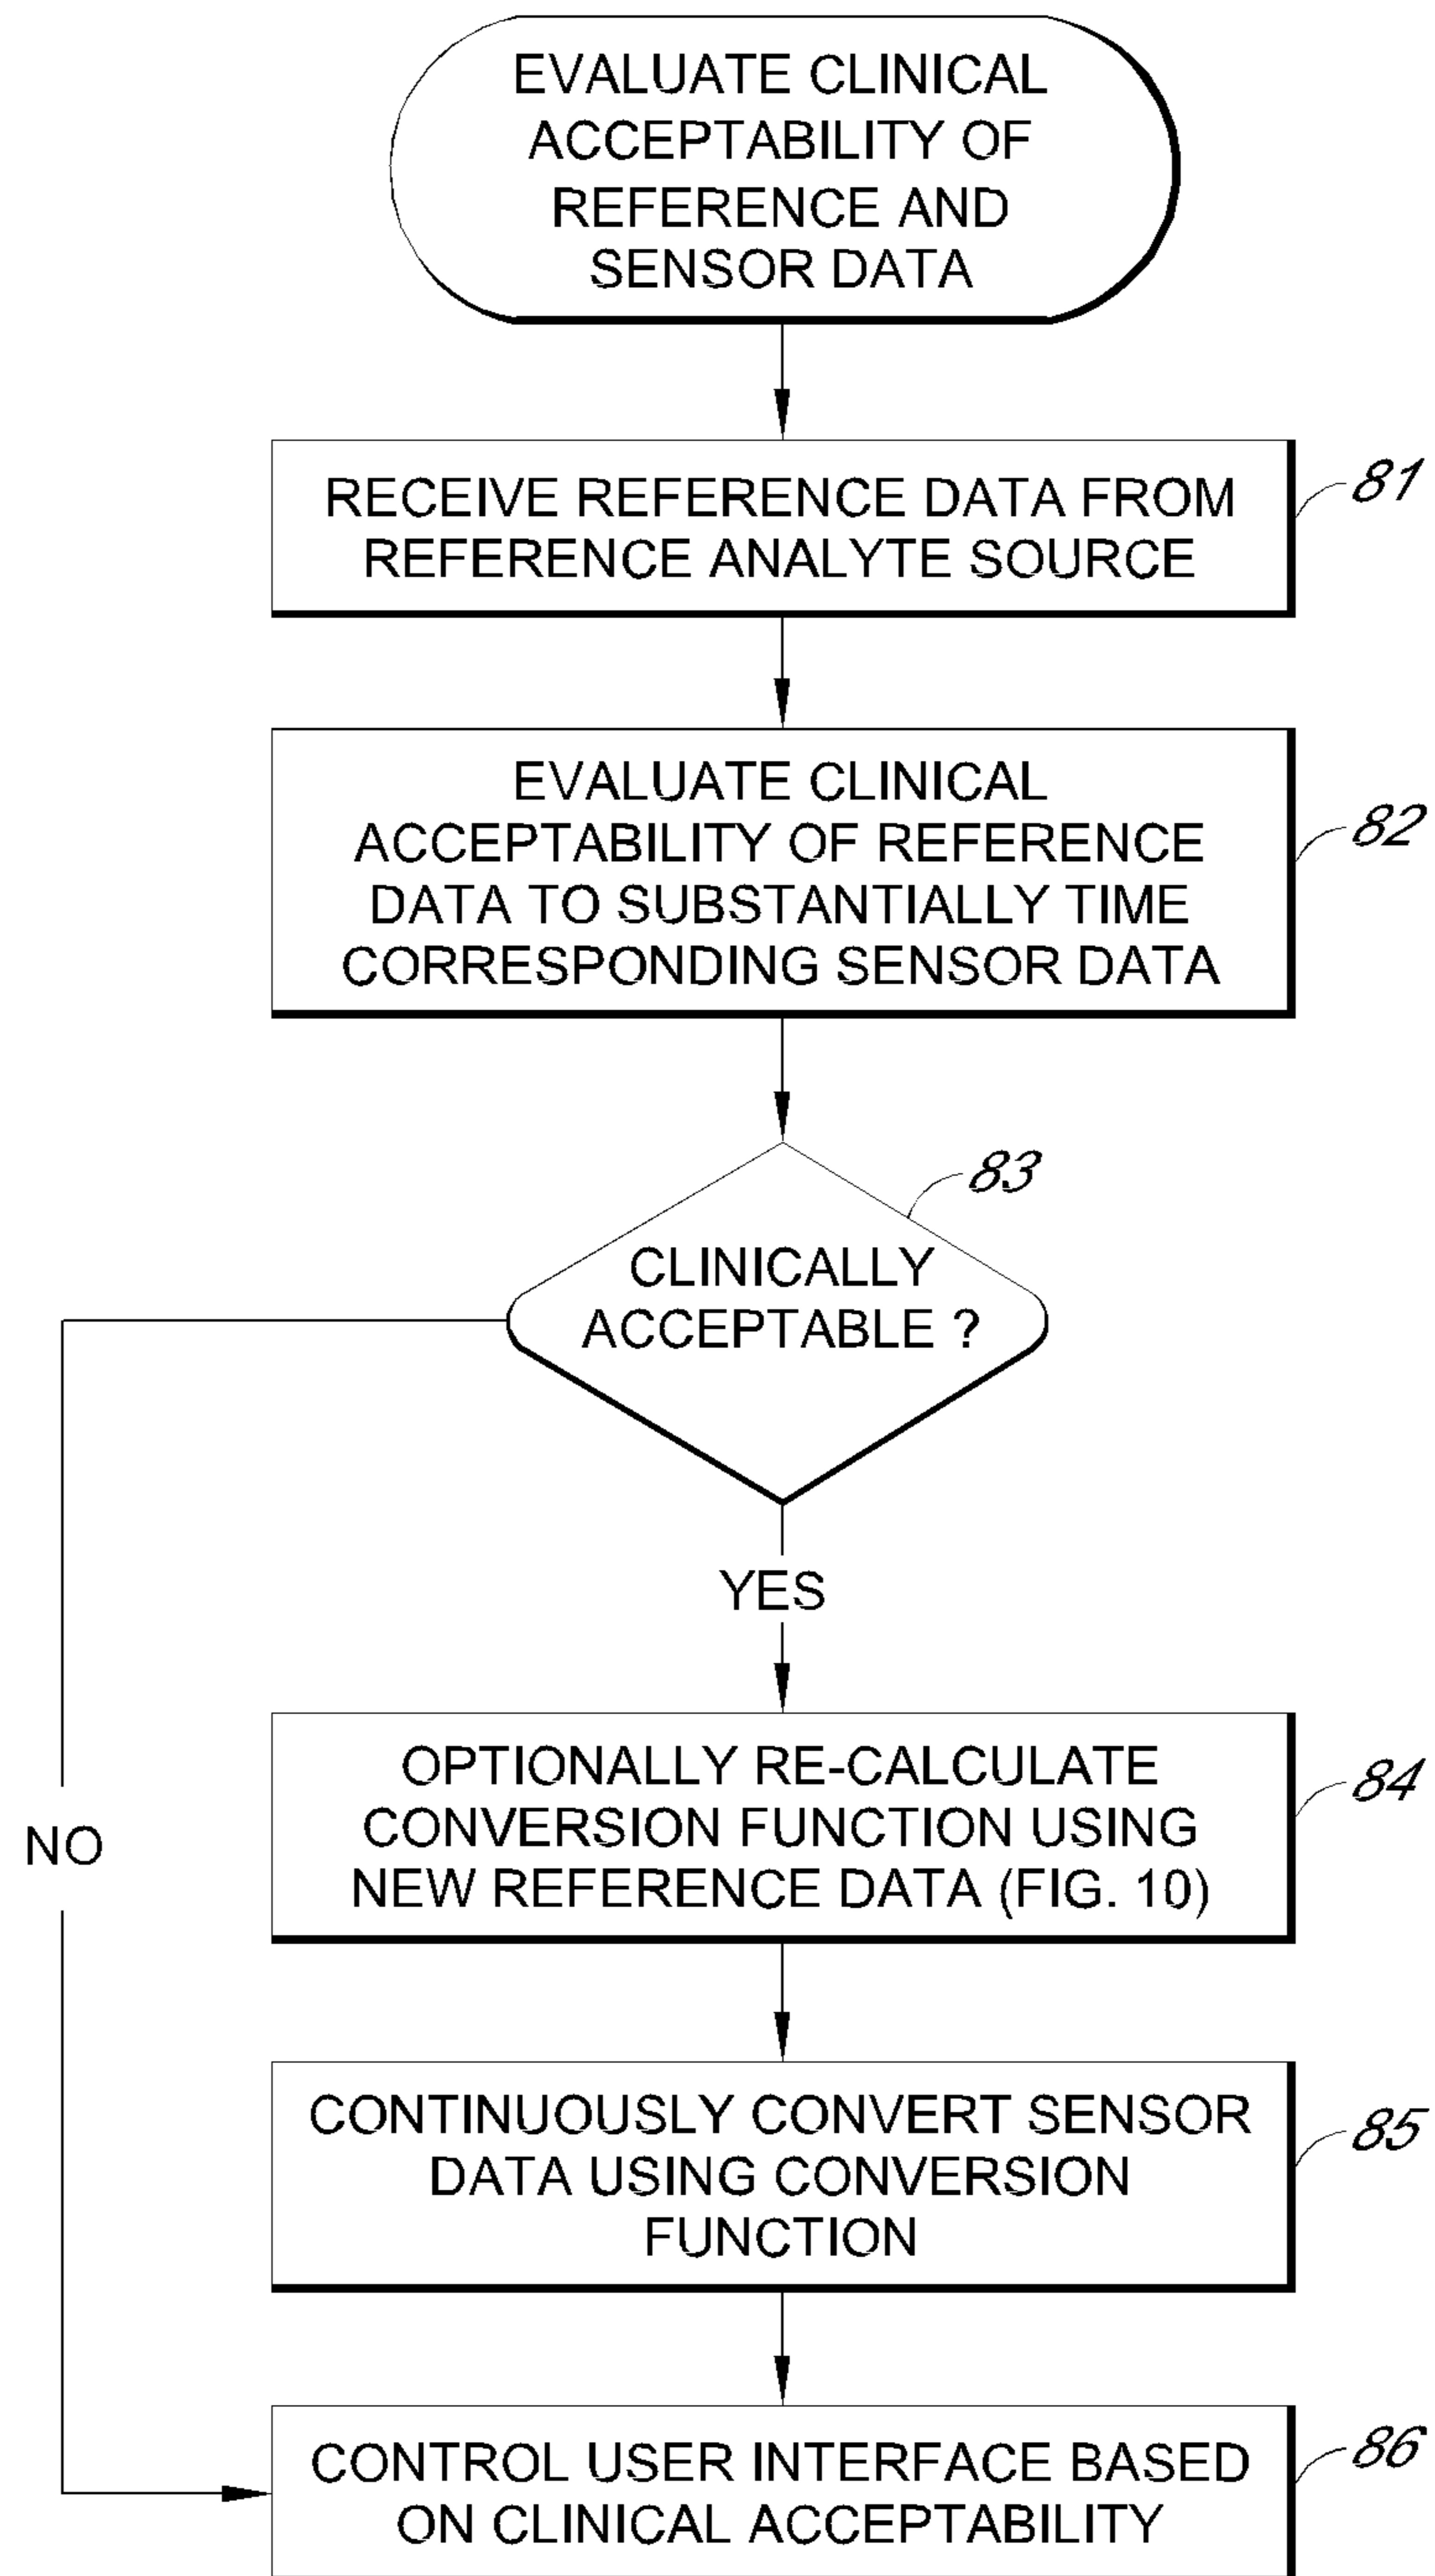 EVALUATE CLINICAL
ACCEPTABILITY OF
REFERENCE AND
SENSOR DATA
RECEIVE REFERENCE DATA FROM
REFERENCE ANALYTE SOURCE
81
EVALUATE CLINICAL
ACCEPTABILITY OF REFERENCE
DATA TO SUBSTANTIALLY TIME
CORRESPONDING SENSOR DATA
82
83
CLINICALLY
ACCEPTABLE ?
YES
NO
OPTIONALLY RE-CALCULATE
CONVERSION FUNCTION USING
NEW REFERENCE DATA (FIG. 10)
84
CONTINUOUSLY CONVERT SENSOR
DATA USING CONVERSION
FUNCTION
85
CONTROL USER INTERFACE BASED
ON CLINICAL ACCEPTABILITY
86